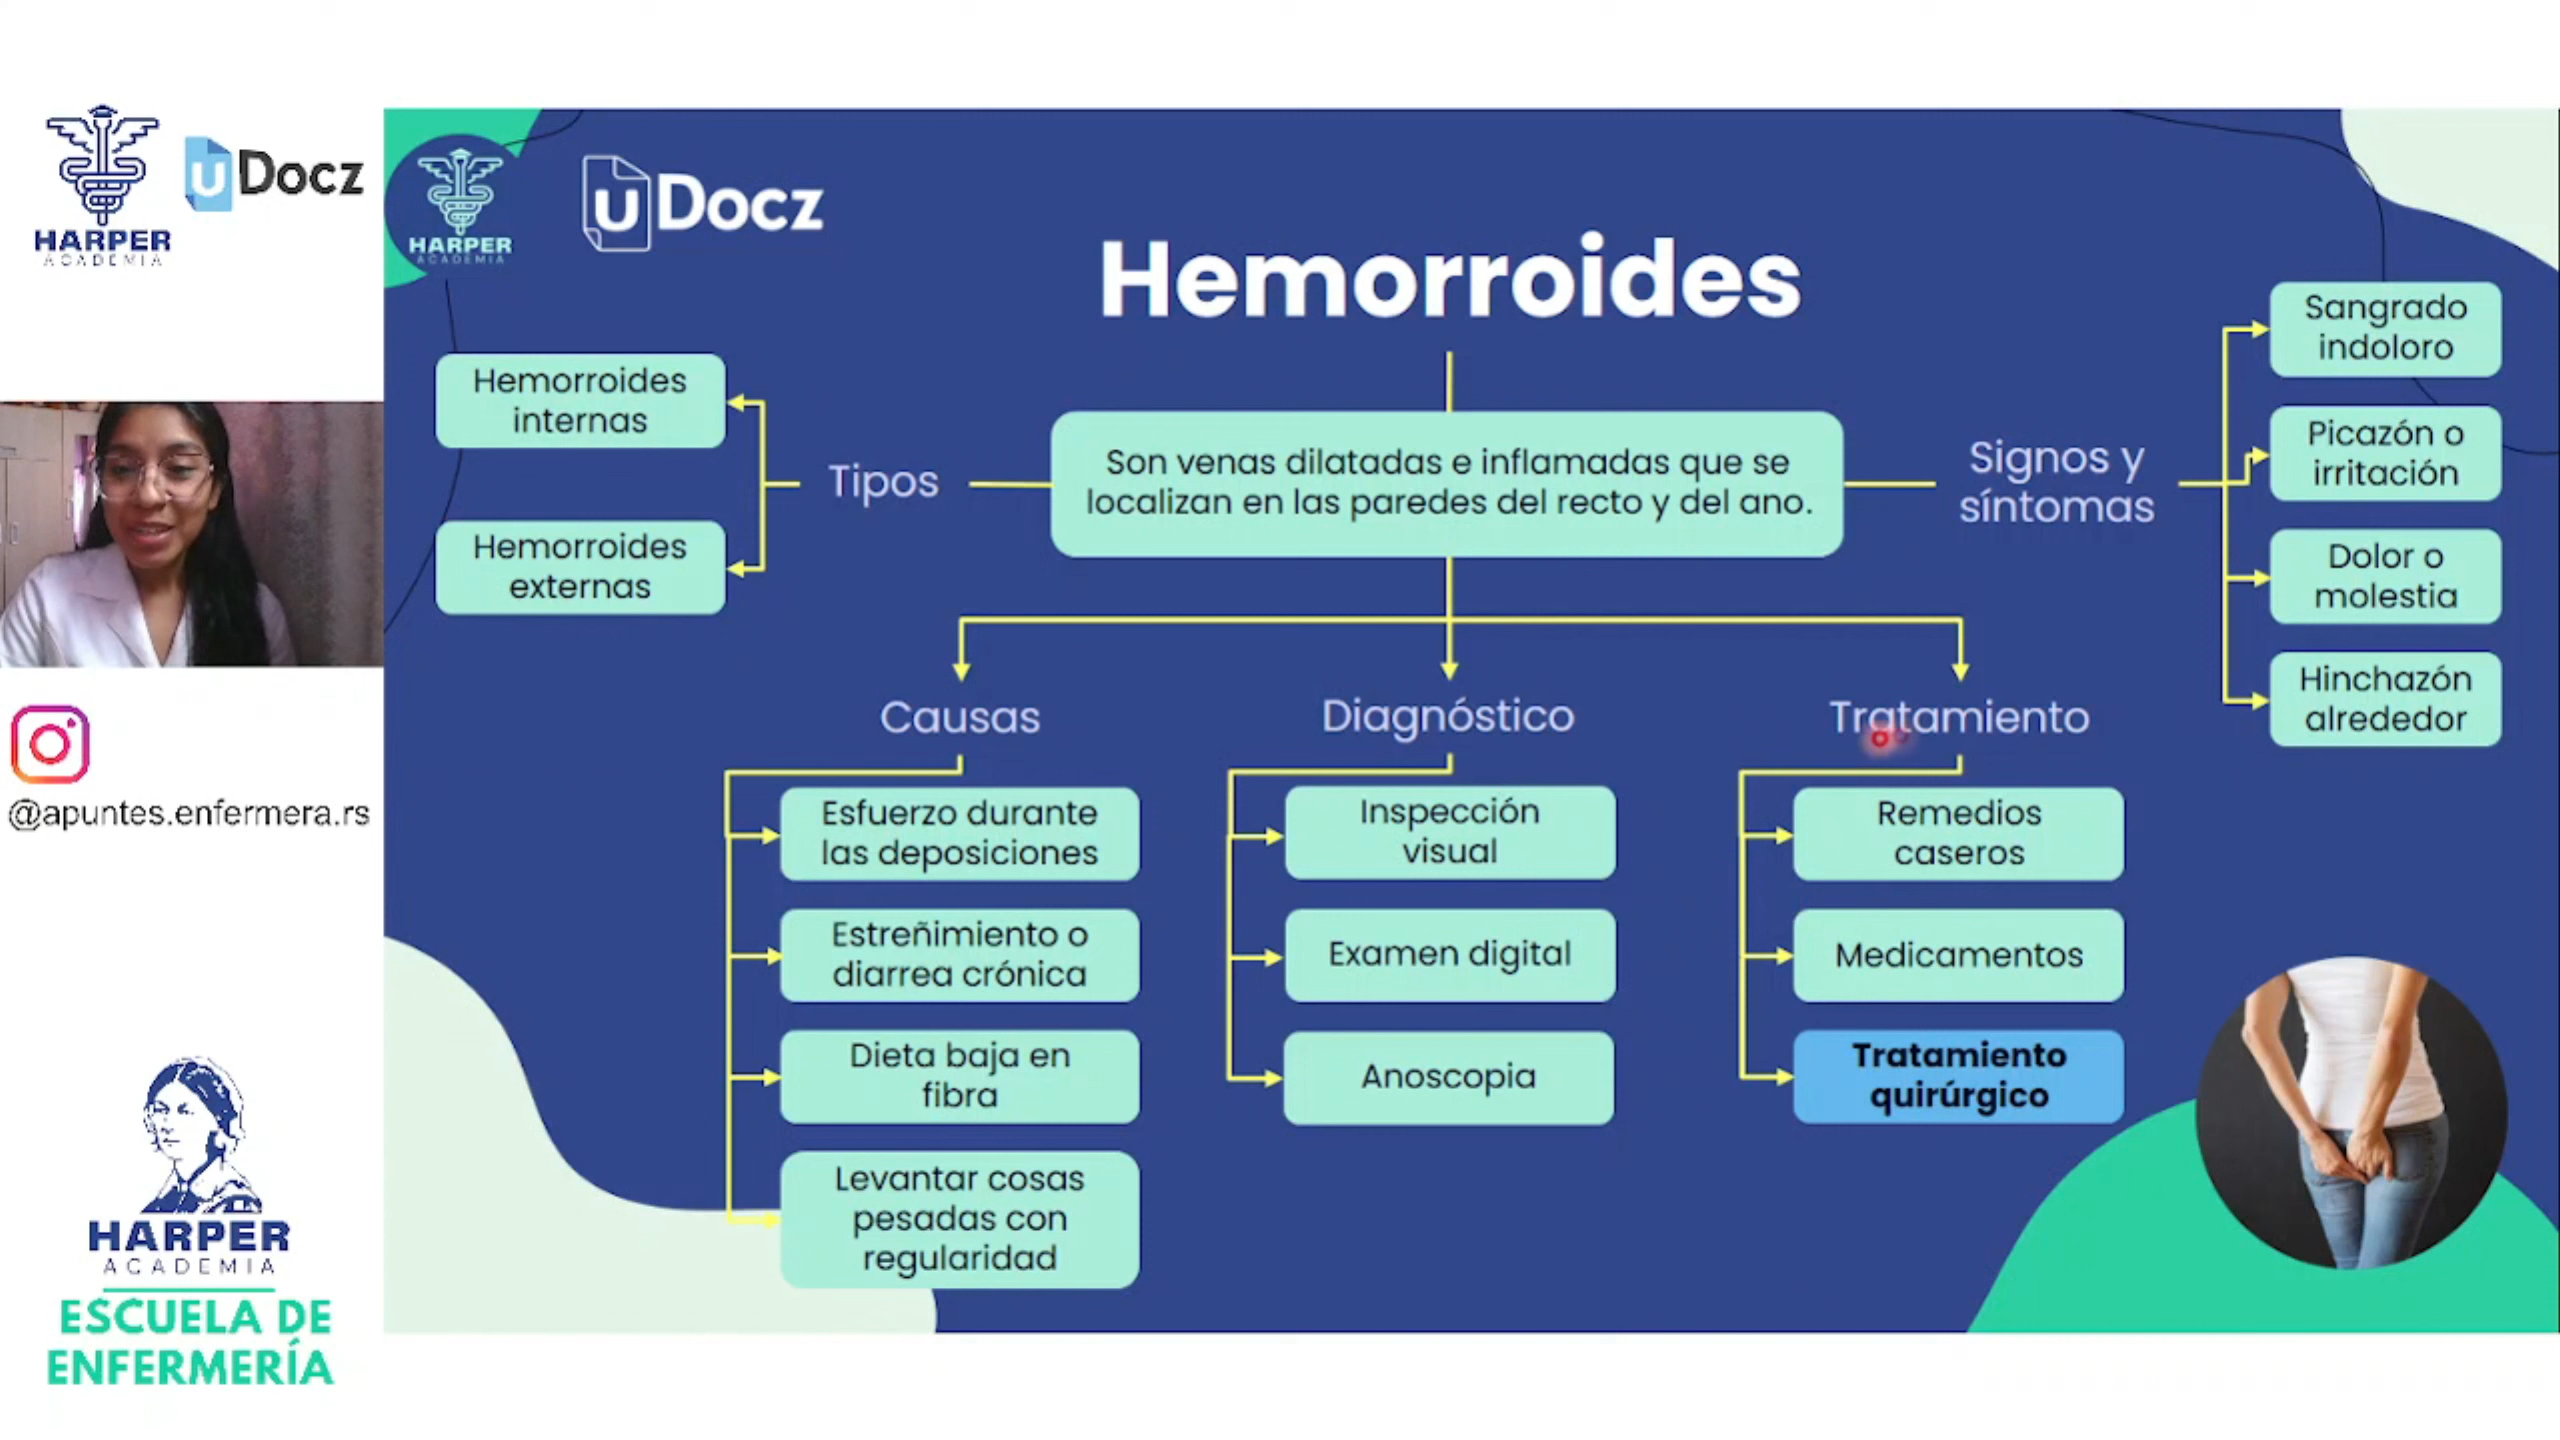 HARPER
ACADEMIA
uDocz
HARPER
ACADEMIA
uDocz
Hemorroides
Hemorroides
internas
Hemorroides
externas
Tipos
Son venas dilatadas e inflamadas que se
localizan en las paredes del recto y del ano.
Signos y
síntomas
Sangrado
indoloro
Picazón o
irritación
Dolor o
molestia
Hinchazón
alrededor
Causas
Esfuerzo durante
las deposiciones
Estreñimiento o
diarrea crónica
Dieta baja en
fibra
Levantar cosas
pesadas con
regularidad
Diagnóstico
Inspección
visual
Examen digital
Anoscopia
Tratamiento
Remedios
caseros
Medicamentos
Tratamiento
quirúrgico
@apuntes.enfermera.rs
HARPER
ACADEMIA
ESCUELA DE
ENFERMERÍA